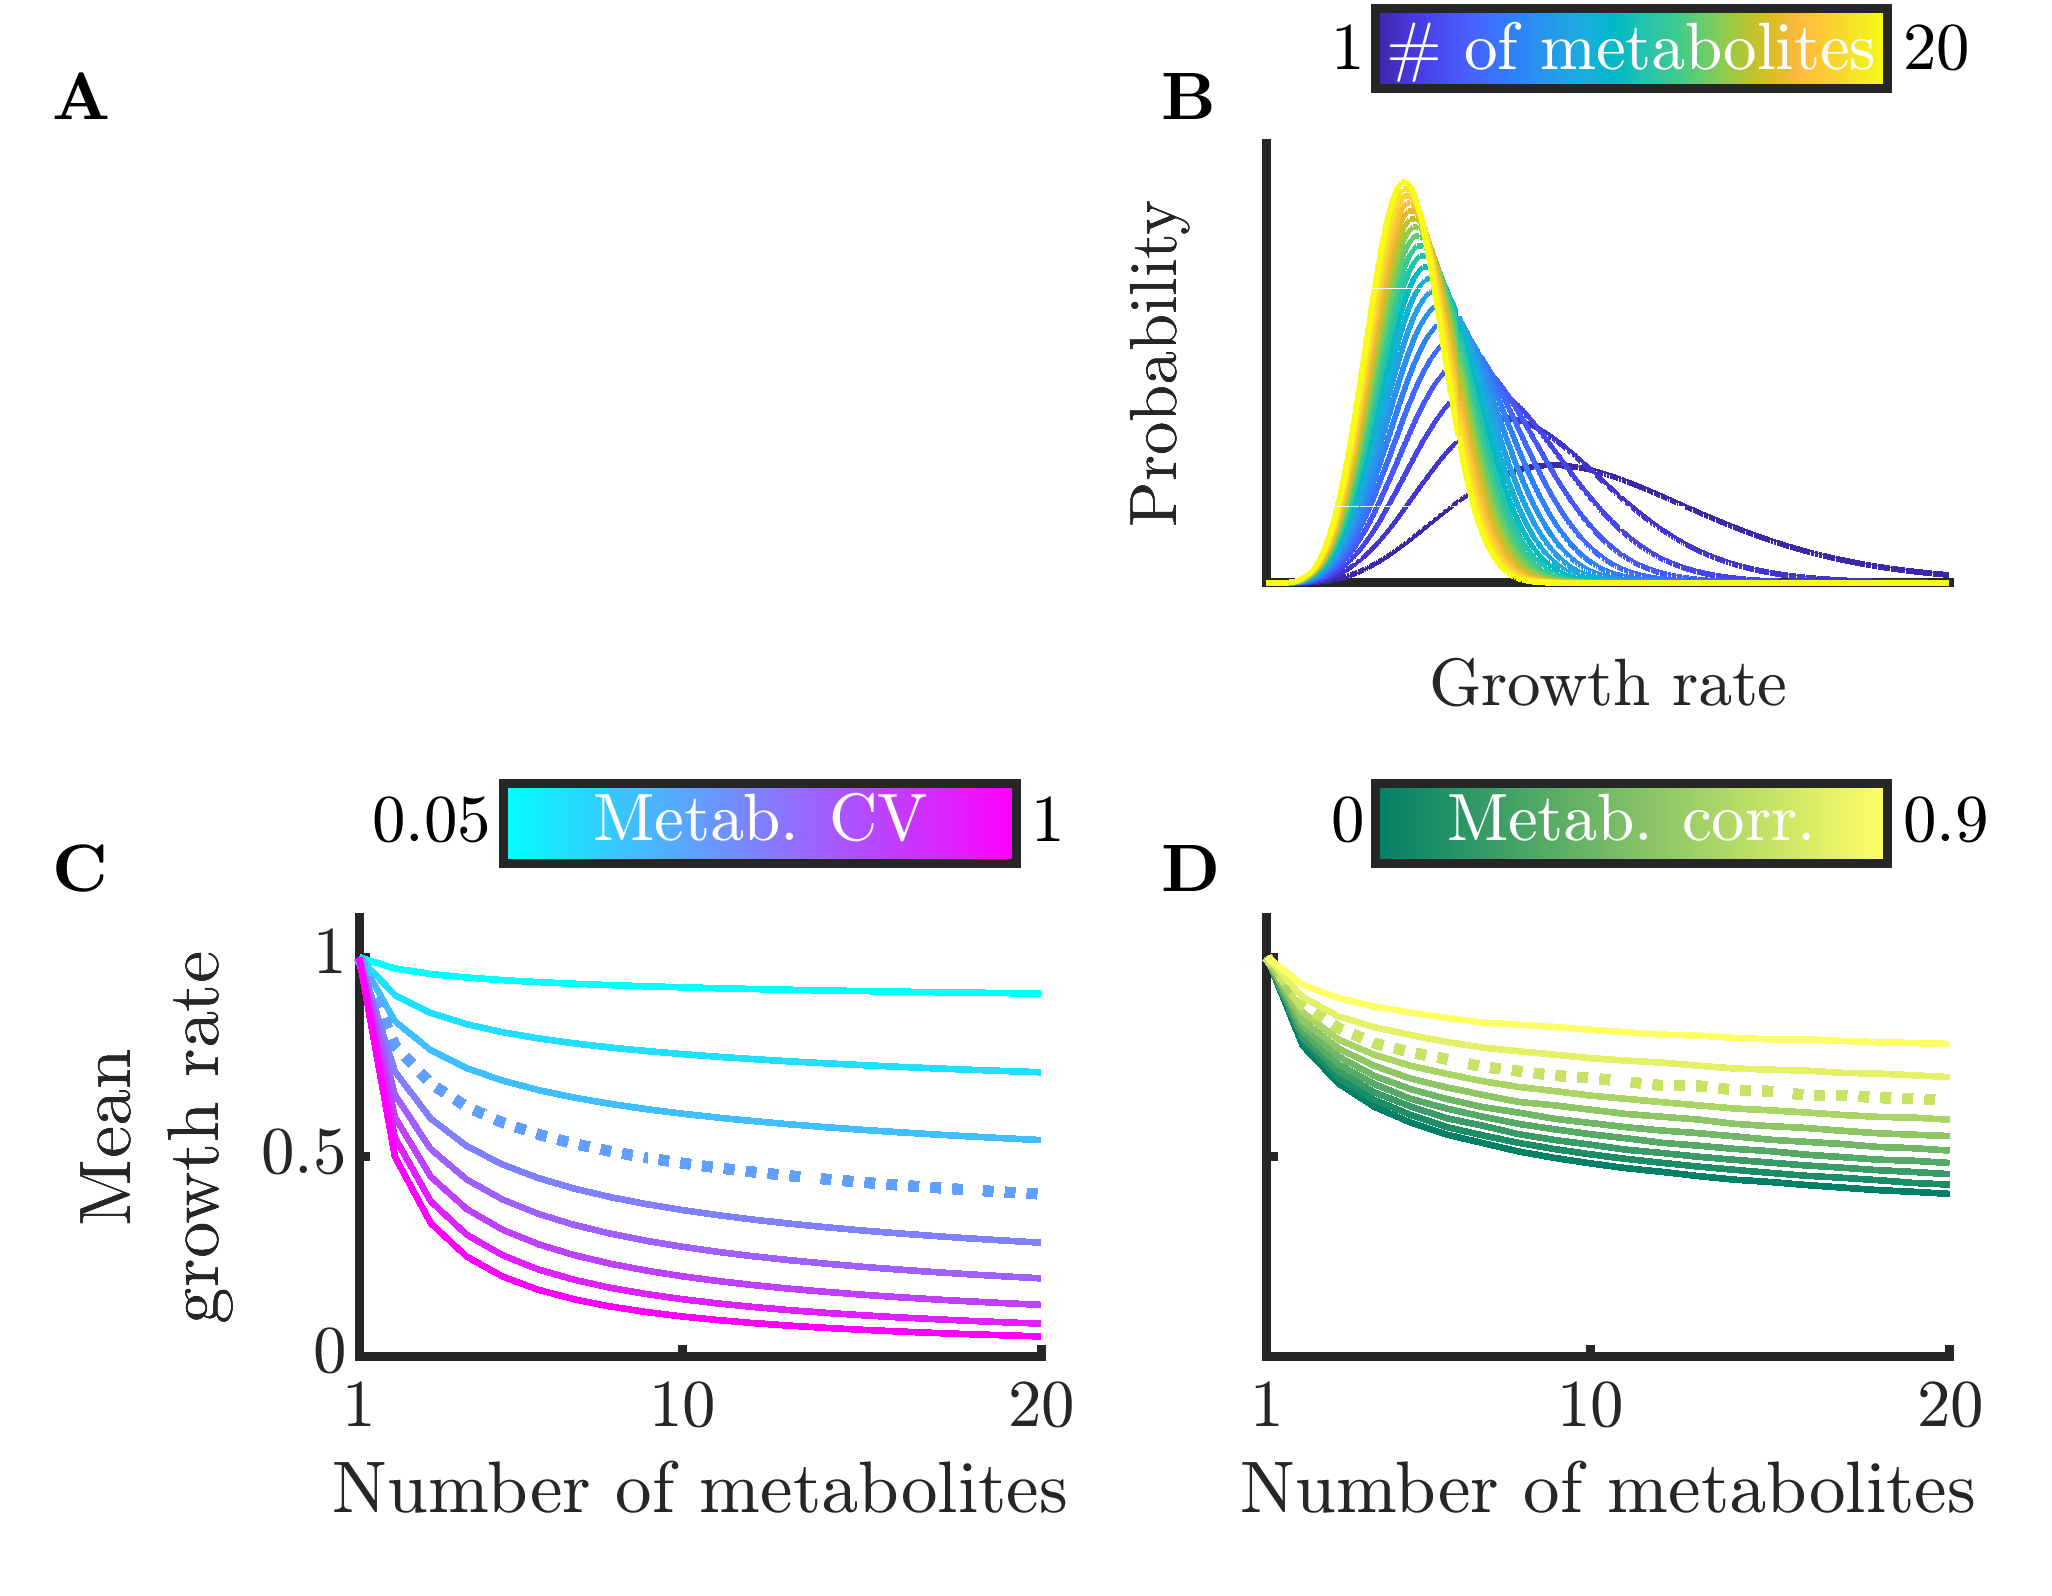 A
B
1 # of metabolites 20
Probability
Growth rate
C
0.05 Metab. CV 1
Mean
growth rate
1
0.5
0
1 10 20
Number of metabolites
D
0 Metab. corr. 0.9
1 10 20
Number of metabolites